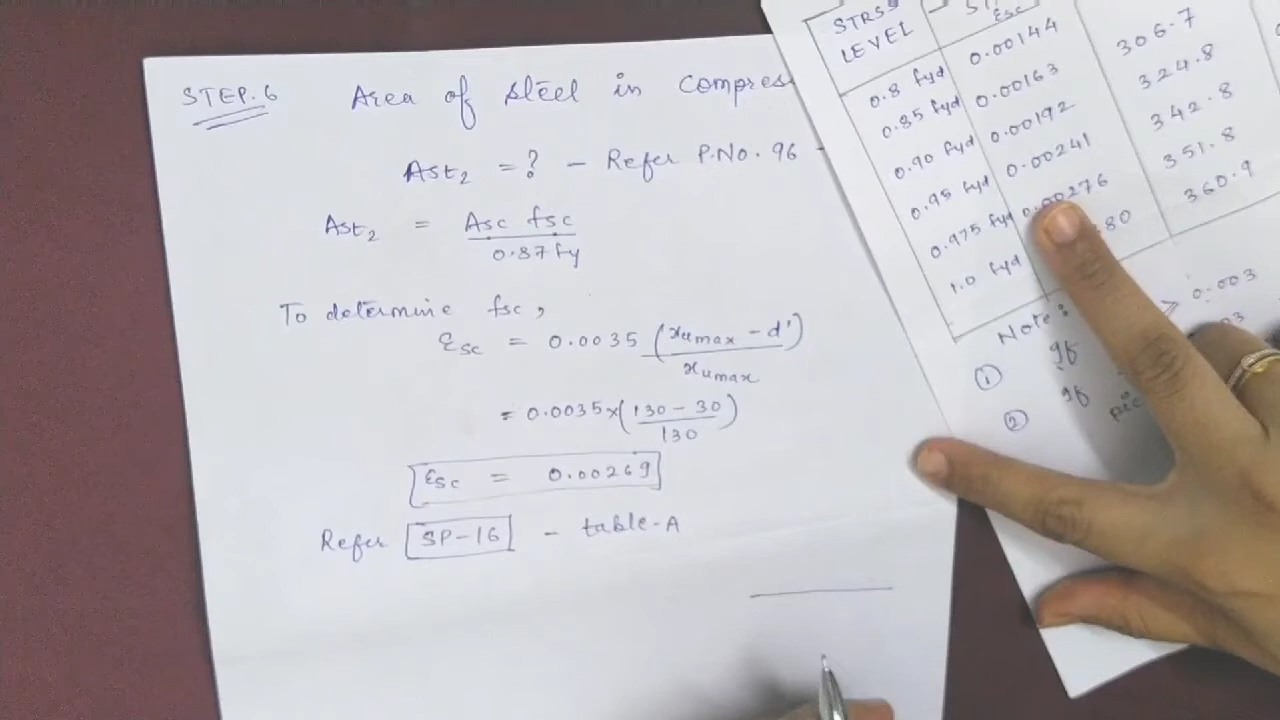 STEP.6 Area of steel in
Ast2 = ? - Refer P.No. 96
Ast2 = Asc fsc
0.87 fy
To determine fsc,
Esc = 0.0035 (xumax - d')
xumax
= 0.0035 x (130 - 30)
130
Esc = 0.00269
Refer SP-16 - table-A
STRSS
LEVEL
Esc
0.8 fyd 0.00144 306.7
0.85 fyd 0.00163 324.8
0.90 fyd 0.00192 342.8
0.95 fyd 0.00241 351.8
0.975 fyd 0.00276 360.9
1.0 fyd
Note:
① > 0.003
②